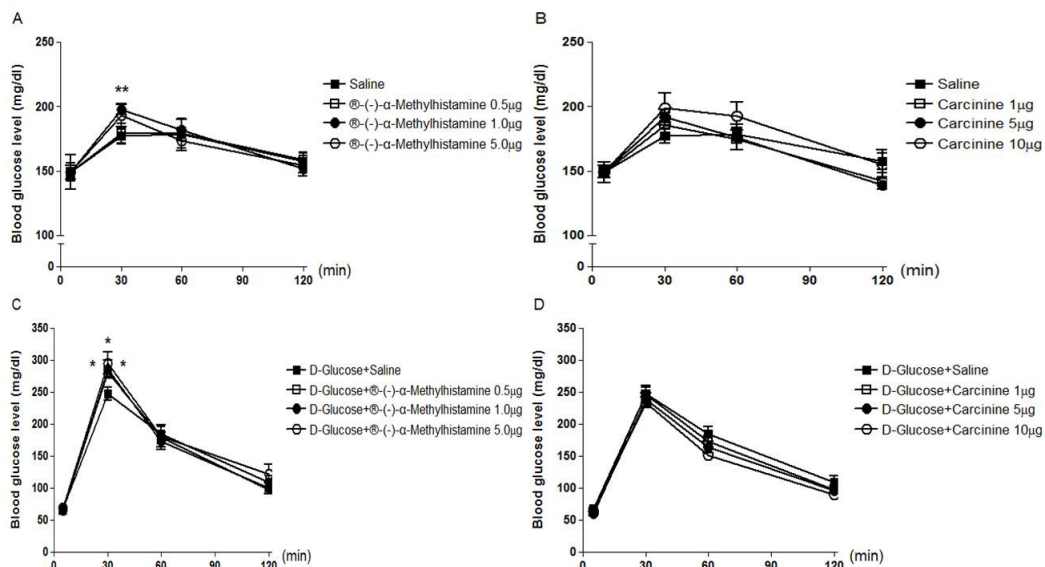 A
Blood glucose level (mg/dl)
250
200
150
100
50
0
**
0 30 60 90 120 (min)
Saline
®-(-)-α-Methylhistamine 0.5μg
®-(-)-α-Methylhistamine 1.0μg
®-(-)-α-Methylhistamine 5.0μg
B
Blood glucose level (mg/dl)
250
200
150
100
50
0
0 30 60 90 120 (min)
Saline
Carcinine 1μg
Carcinine 5μg
Carcinine 10μg
C
Blood glucose level (mg/dl)
350
300
250
200
150
100
50
0
*
* *
0 30 60 90 120 (min)
D-Glucose+Saline
D-Glucose+®-(-)-α-Methylhistamine 0.5μg
D-Glucose+®-(-)-α-Methylhistamine 1.0μg
D-Glucose+®-(-)-α-Methylhistamine 5.0μg
D
Blood glucose level (mg/dl)
350
300
250
200
150
100
50
0
0 30 60 90 120 (min)
D-Glucose+Saline
D-Glucose+Carcinine 1μg
D-Glucose+Carcinine 5μg
D-Glucose+Carcinine 10μg